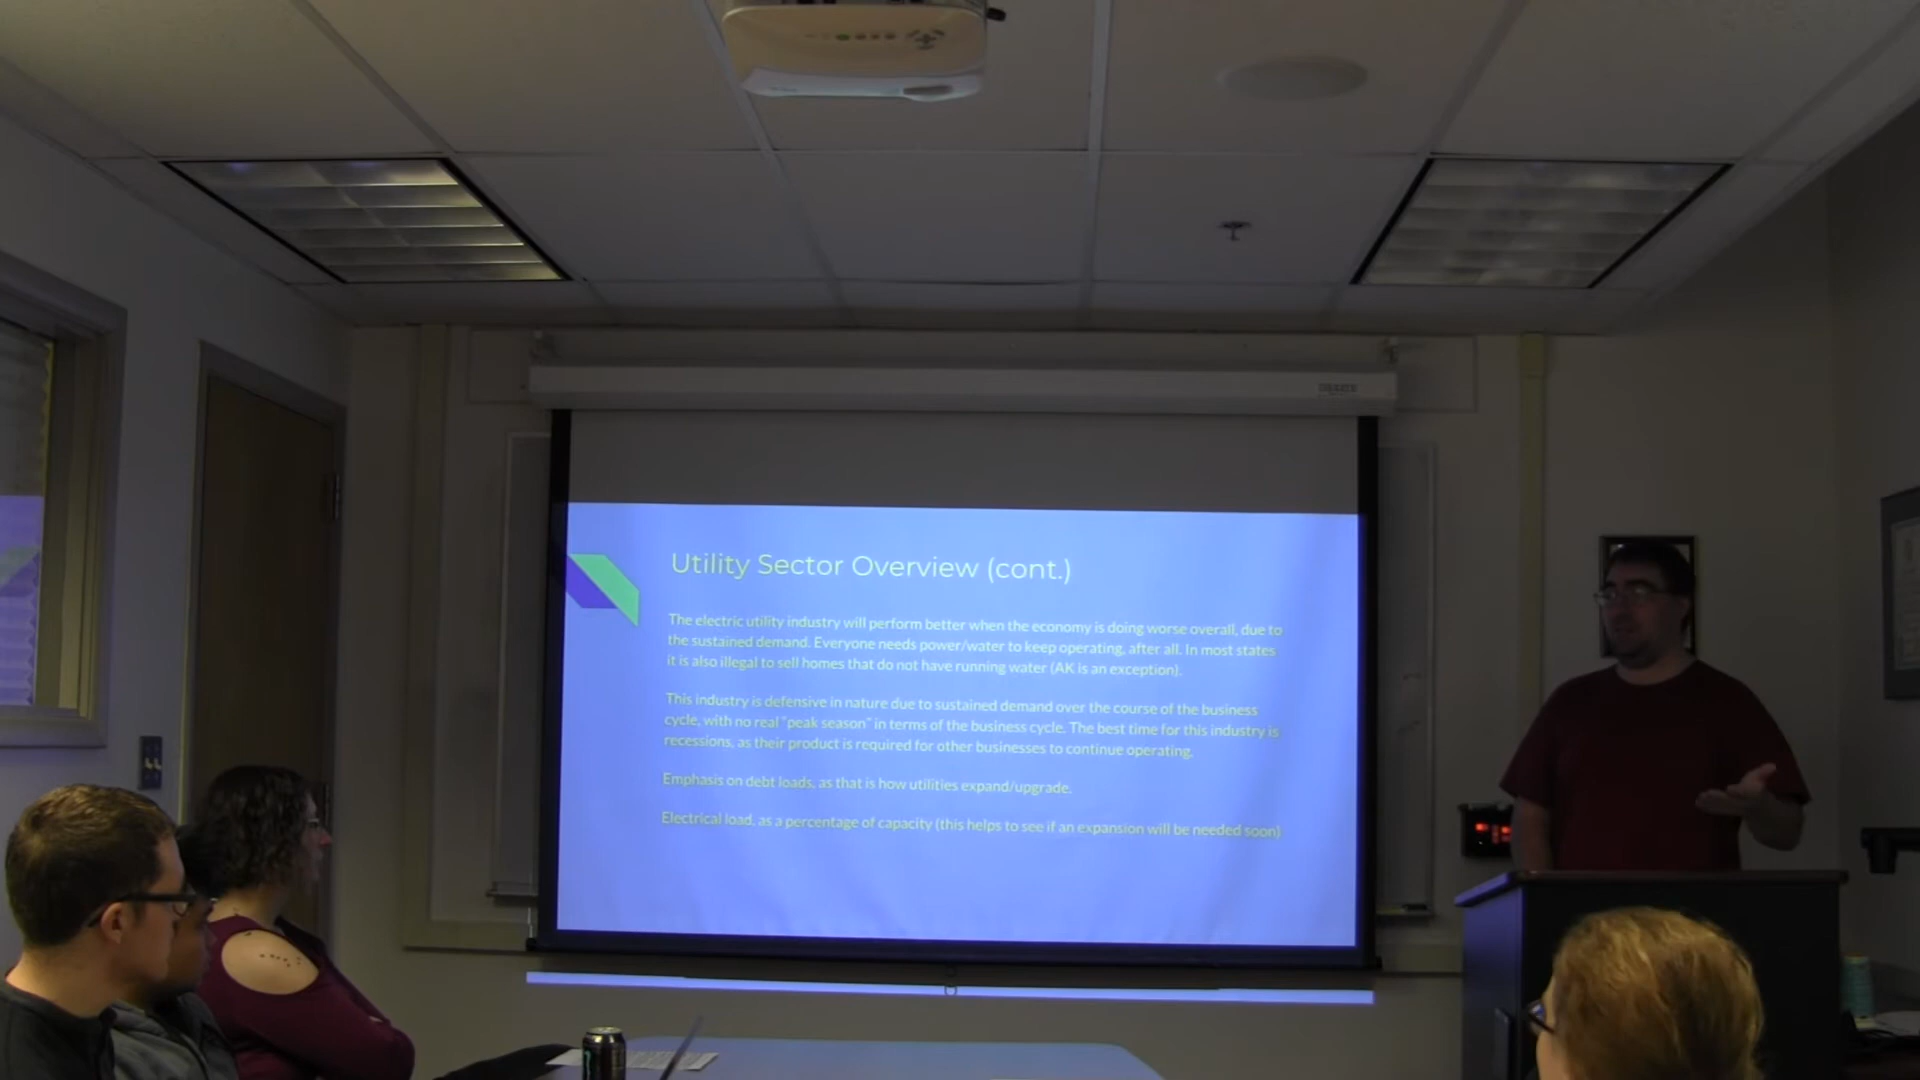 Utility Sector Overview (cont.)
The electric utility industry will perform better when the economy is doing worse overall, due to
the sustained demand. Everyone needs power/water to keep operating, after all. In most states
it is also illegal to sell homes that do not have running water (AK is an exception).
This industry is defensive in nature due to sustained demand over the course of the business
cycle, with no real "peak season" in terms of the business cycle. The best time for this industry is
recessions, as their product is required for other businesses to continue operating.
Emphasis on debt loads, as that is how utilities expand/upgrade.
Electrical load, as a percentage of capacity (this helps to see if an expansion will be needed soon)